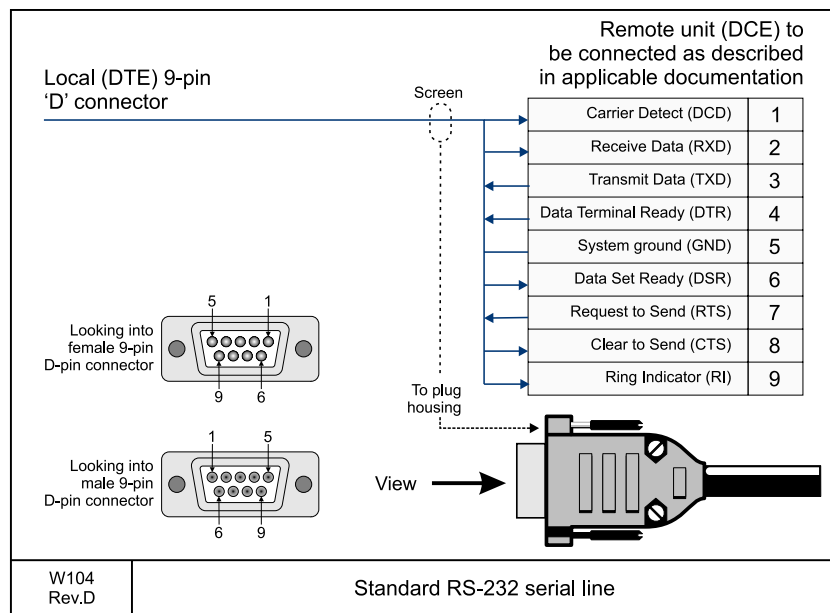 Remote unit (DCE) to
be connected as described
in applicable documentation
Local (DTE) 9-pin
‘D’ connector
Screen
Carrier Detect (DCD) 1
Receive Data (RXD) 2
Transmit Data (TXD) 3
Data Terminal Ready (DTR) 4
System ground (GND) 5
Data Set Ready (DSR) 6
Request to Send (RTS) 7
Clear to Send (CTS) 8
Ring Indicator (RI) 9
5 1
Looking into
female 9-pin
D-pin connector
9 6
To plug
housing
1 5
Looking into
male 9-pin
D-pin connector
6 9
View
W104
Rev.D
Standard RS-232 serial line